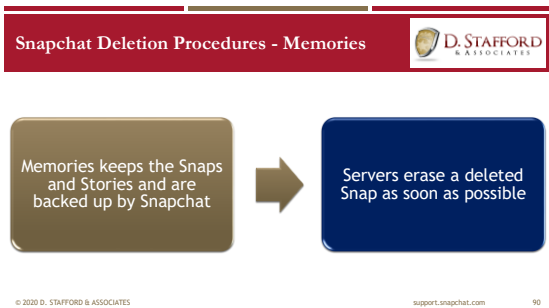 Snapchat Deletion Procedures - Memories
D. STAFFORD
& ASSOCIATES
Memories keeps the Snaps
and Stories and are
backed up by Snapchat
Servers erase a deleted
Snap as soon as possible
© 2020 D. STAFFORD & ASSOCIATES
support.snapchat.com
90